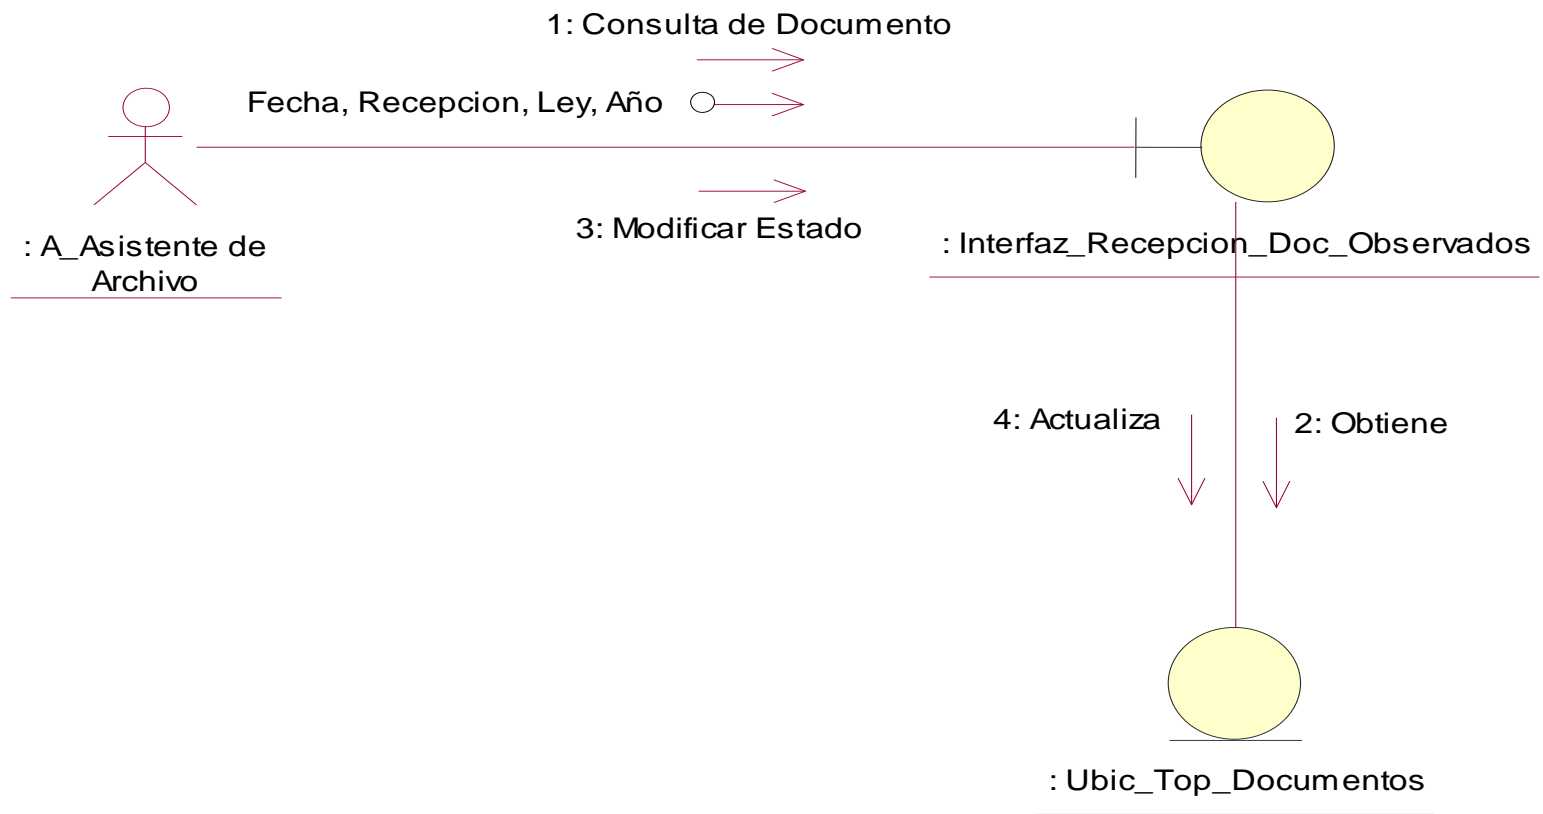 1: Consulta de Documento
Fecha, Recepcion, Ley, Año
3: Modificar Estado
: A_Asistente de
Archivo
: Interfaz_Recepcion_Doc_Observados
4: Actualiza
2: Obtiene
: Ubic_Top_Documentos